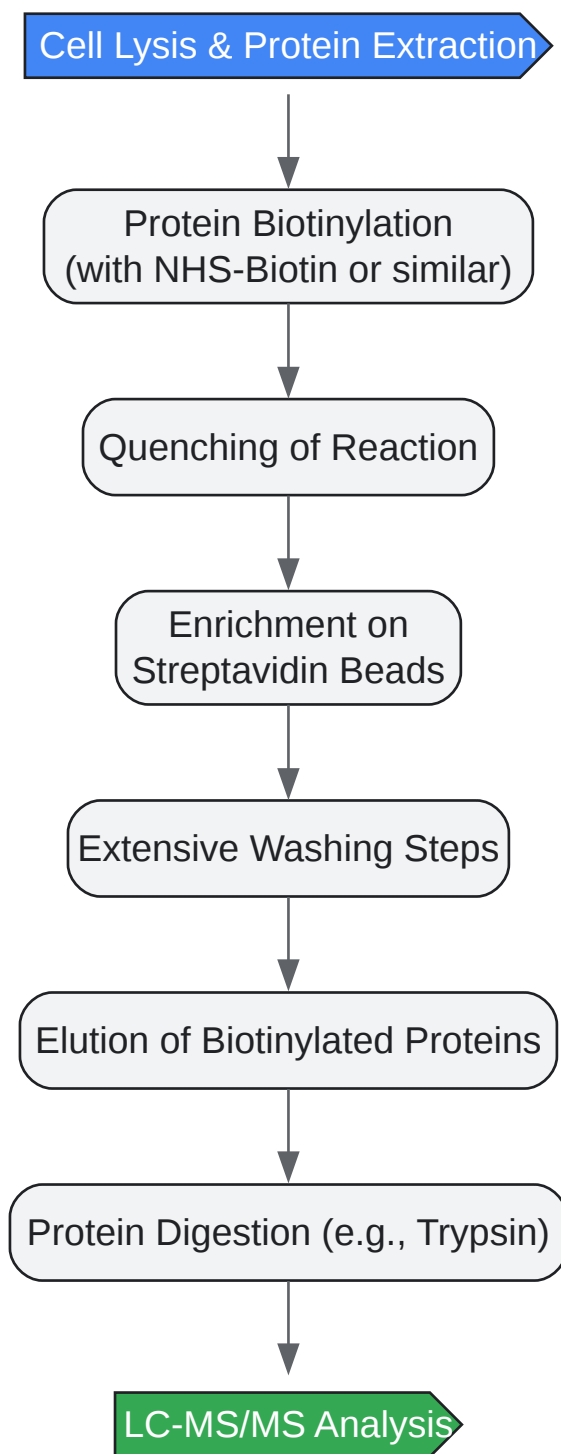 Cell Lysis & Protein Extraction
Protein Biotinylation
(with NHS-Biotin or similar)
Quenching of Reaction
Enrichment on
Streptavidin Beads
Extensive Washing Steps
Elution of Biotinylated Proteins
Protein Digestion (e.g., Trypsin)
LC-MS/MS Analysis